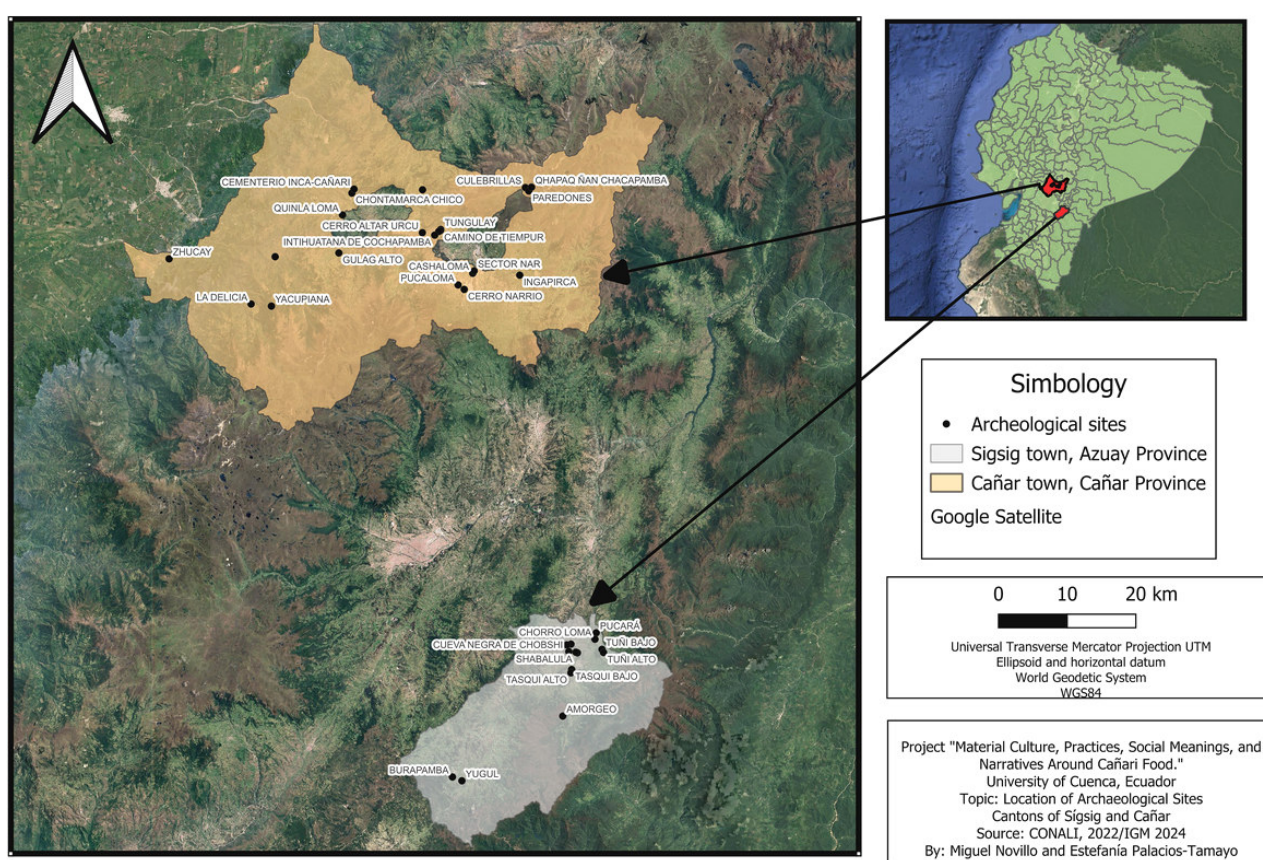 CEMENTERIO INCA-CAÑARI
CHONTAMARCA CHICO
CULEBRILLAS
QHAPAQ ÑAN CHACAPAMBA
PAREDONES
QUINLA LOMA
CERRO ALTAR URCU
TUNGULAY
INTIHUATANA DE COCHAPAMBA
CAMINO DE TIEMPUR
ZHUCAY
GULAG ALTO
CASHALOMA
SECTOR NAR
PUCALOMA
INGAPIRCA
CERRO NARRIO
LA DELICIA
YACUPIANA
CHORRO LOMA
PUCARÁ
CUEVA NEGRA DE CHOBSHI
TUÑI BAJO
SHABALULA
TUÑI ALTO
TASQUI ALTO
TASQUI BAJO
AMORGEO
BURAPAMBA
YUGUL
Simbology
Archeological sites
Sigsig town, Azuay Province
Cañar town, Cañar Province
Google Satellite
0 10 20 km
Universal Transverse Mercator Projection UTM
Ellipsoid and horizontal datum
World Geodetic System
WGS84
Project "Material Culture, Practices, Social Meanings, and
Narratives Around Cañari Food."
University of Cuenca, Ecuador
Topic: Location of Archaeological Sites
Cantons of Sígsig and Cañar
Source: CONALI, 2022/IGM 2024
By: Miguel Novillo and Estefanía Palacios-Tamayo